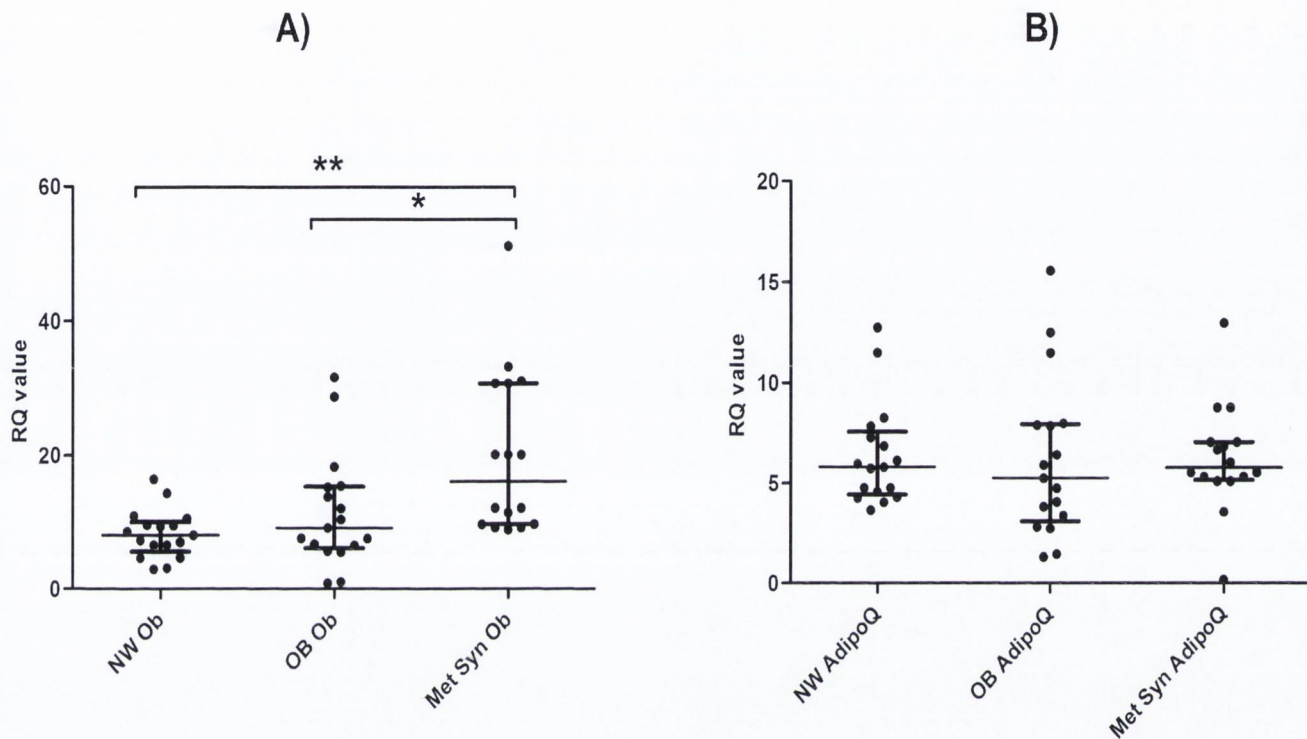 A)
**
*
60
40
20
0
RQ value
NW Ob
OB Ob
Met Syn Ob
B)
20
15
10
5
0
RQ value
NW AdipoQ
OB AdipoQ
Met Syn AdipoQ